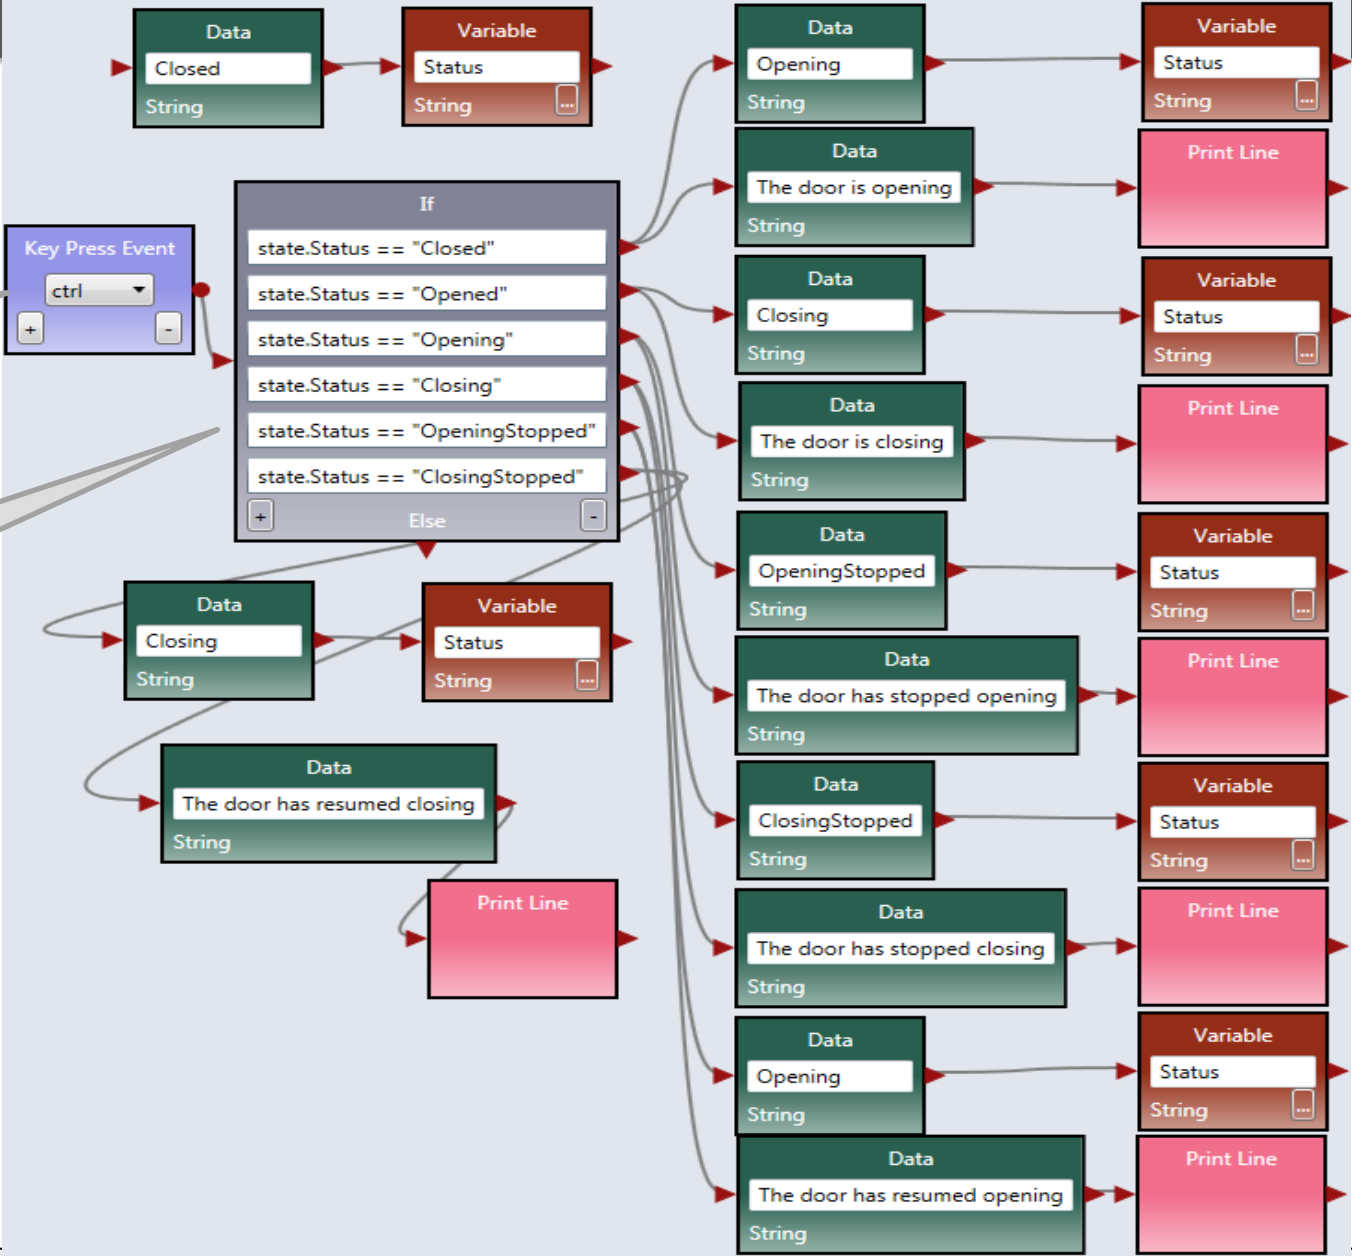 Data
Closed
String
Variable
Status
String
...
Key Press Event
ctrl
+
-
If
state.Status == "Closed"
state.Status == "Opened"
state.Status == "Opening"
state.Status == "Closing"
state.Status == "OpeningStopped"
state.Status == "ClosingStopped"
+
Else
-
Data
Closing
String
Variable
Status
String
...
Data
The door has resumed closing
String
Print Line
Data
Opening
String
Variable
Status
String
...
Data
The door is opening
String
Print Line
Data
Closing
String
Variable
Status
String
...
Data
The door is closing
String
Print Line
Data
OpeningStopped
String
Variable
Status
String
...
Data
The door has stopped opening
String
Print Line
Data
ClosingStopped
String
Variable
Status
String
...
Data
The door has stopped closing
String
Print Line
Data
Opening
String
Variable
Status
String
...
Data
The door has resumed opening
String
Print Line